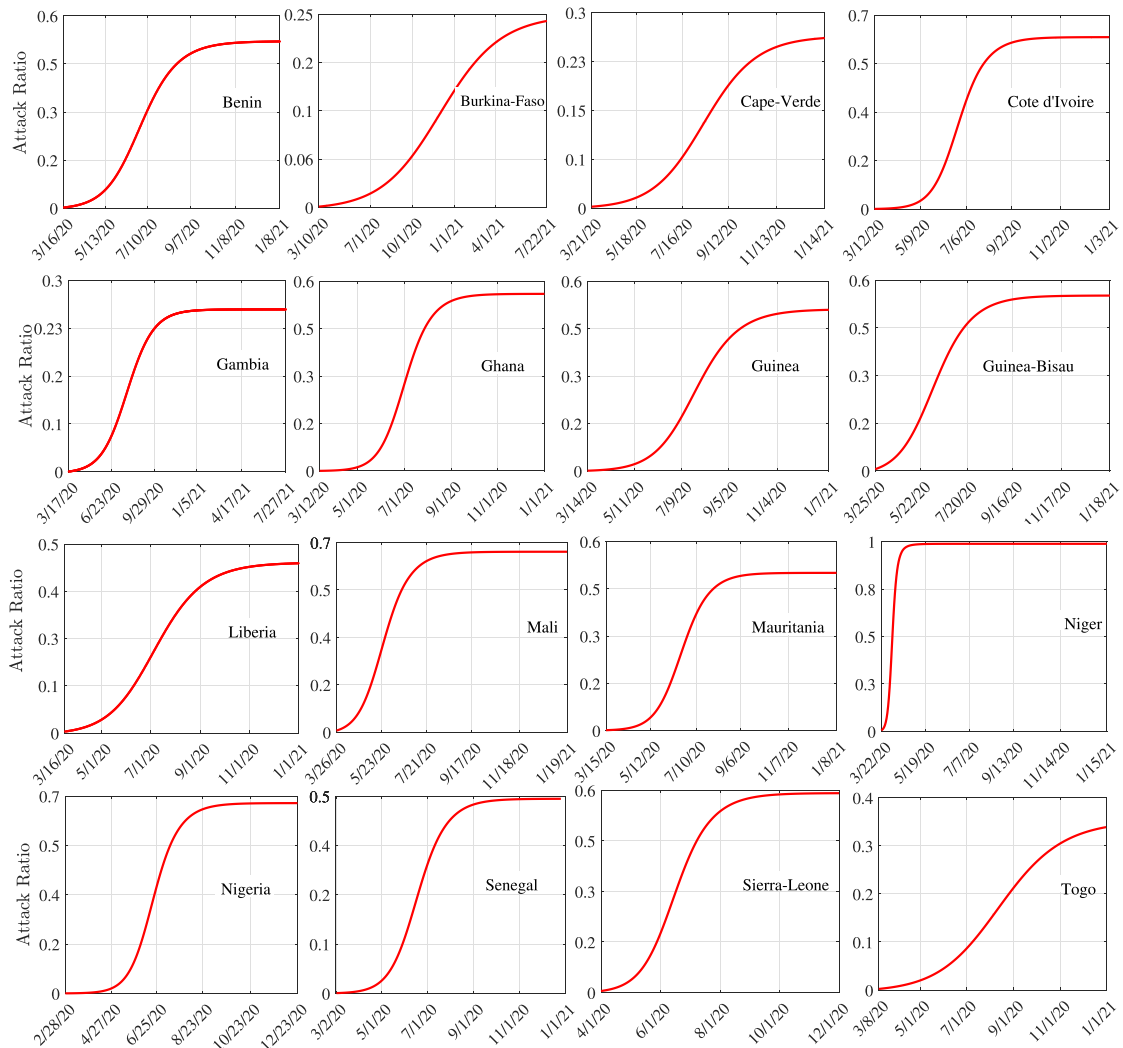 0.6 0.25 0.3 0.7
0.5 0.2 0.23 0.5
Attack Ratio
Benin Burkina-Faso Cape-Verde Cote d'Ivoire
0.3 0.1 0.15 0.4
0.2 0.06 0.1 0.2
0 0 0 0
3/16/20 5/13/20 7/10/20 9/7/20 11/8/20 1/8/21
3/10/20 7/11/20 10/1/20 1/1/21 4/1/21 7/22/21
3/21/20 5/18/20 7/16/20 9/12/20 11/13/20 1/14/21
3/12/20 5/9/20 7/6/20 9/2/20 11/2/20 1/3/21
0.3 0.6 0.6 0.6
0.23 0.5 0.5 0.5
Attack Ratio
Gambia Ghana Guinea Guinea-Bisau
0.2 0.3 0.3 0.3
0.1 0.2 0.2 0.2
0 0 0 0
3/17/20 6/23/20 9/29/20 1/5/21 4/17/21 7/27/21
3/12/20 5/1/20 7/1/20 9/1/20 11/1/20 1/1/21
3/14/20 5/11/20 7/9/20 9/5/20 11/4/20 1/7/21
3/25/20 5/22/20 7/20/20 9/16/20 11/17/20 1/18/21
0.5 0.7 0.6 1
0.4 0.5 0.5 0.8
Attack Ratio
Liberia Mali Mauritania Niger
0.3 0.4 0.3 0.5
0.1 0.2 0.2 0.3
0 0 0 0
3/16/20 5/1/20 7/1/20 9/1/20 11/1/20 1/1/21
3/26/20 5/23/20 7/21/20 9/17/20 11/18/20 1/19/21
3/15/20 5/12/20 7/10/20 9/6/20 11/7/20 1/8/21
3/22/20 5/19/20 7/7/20 9/13/20 11/14/20 1/15/21
0.7 0.5 0.6 0.4
0.5 0.4 0.5 0.3
Attack Ratio
Nigeria Senegal Sierra-Leone Togo
0.4 0.2 0.3 0.2
0.2 0.1 0.2 0.1
0 0 0 0
2/28/20 4/27/20 6/25/20 8/23/20 10/23/20 12/23/20
3/2/20 5/1/20 7/1/20 9/1/20 11/1/20 1/1/21
4/1/20 6/1/20 8/1/20 10/1/20 12/1/20
3/8/20 5/1/20 7/1/20 9/1/20 11/1/20 1/1/21